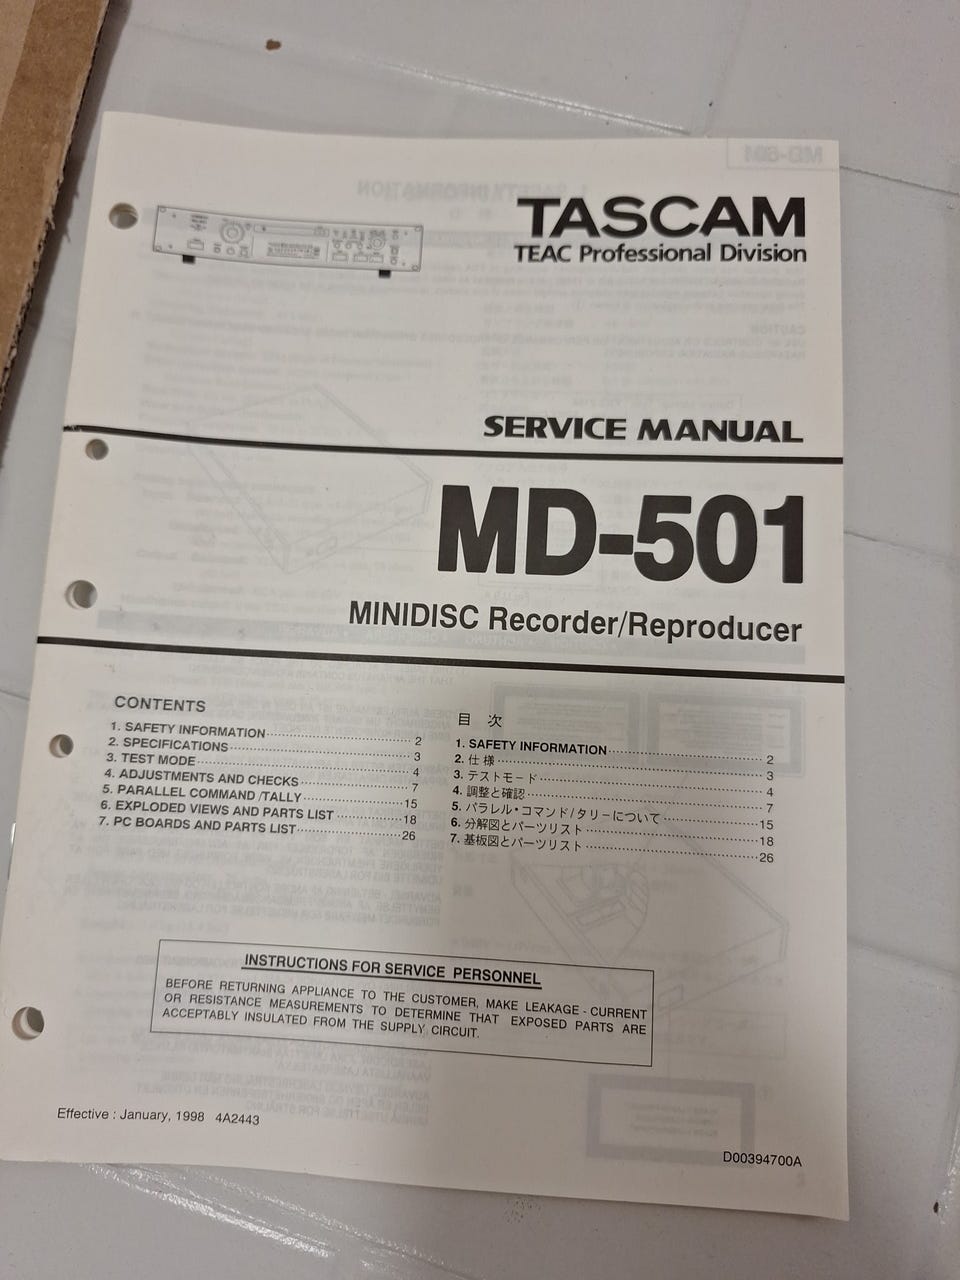 TASCAM
TEAC Professional Division
SERVICE MANUAL
MD-501
MINIDISC Recorder/Reproducer
CONTENTS
1. SAFETY INFORMATION 2
2. SPECIFICATIONS 3
3. TEST MODE 4
4. ADJUSTMENTS AND CHECKS 7
5. PARALLEL COMMAND /TALLY 15
6. EXPLODED VIEWS AND PARTS LIST 18
7. PC BOARDS AND PARTS LIST 26
目 次
1. SAFETY INFORMATION 2
2. 仕 様 3
3. テストモード 4
4. 調整と確認 7
5. パラレル・コマンド/タリーについて 15
6. 分解図とパーツリスト 18
7. 基板図とパーツリスト 26
INSTRUCTIONS FOR SERVICE PERSONNEL
BEFORE RETURNING APPLIANCE TO THE CUSTOMER, MAKE LEAKAGE - CURRENT
OR RESISTANCE MEASUREMENTS TO DETERMINE THAT EXPOSED PARTS ARE
ACCEPTABLY INSULATED FROM THE SUPPLY CIRCUIT.
Effective : January, 1998 4A2443
D00394700A